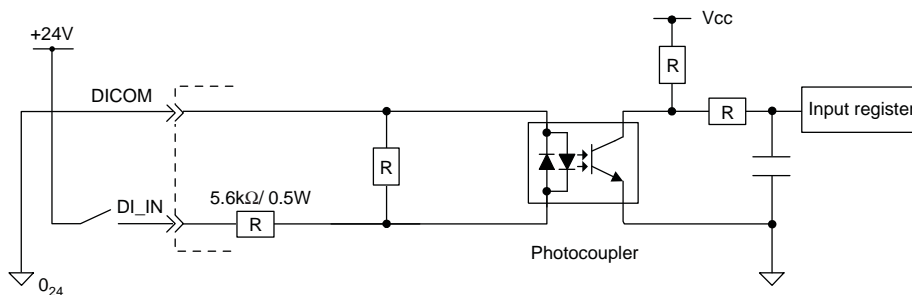 +24V
Vcc
DICOM
R
R
Input register
R
5.6kΩ/ 0.5W
DI_IN
R
Photocoupler
0₂₄